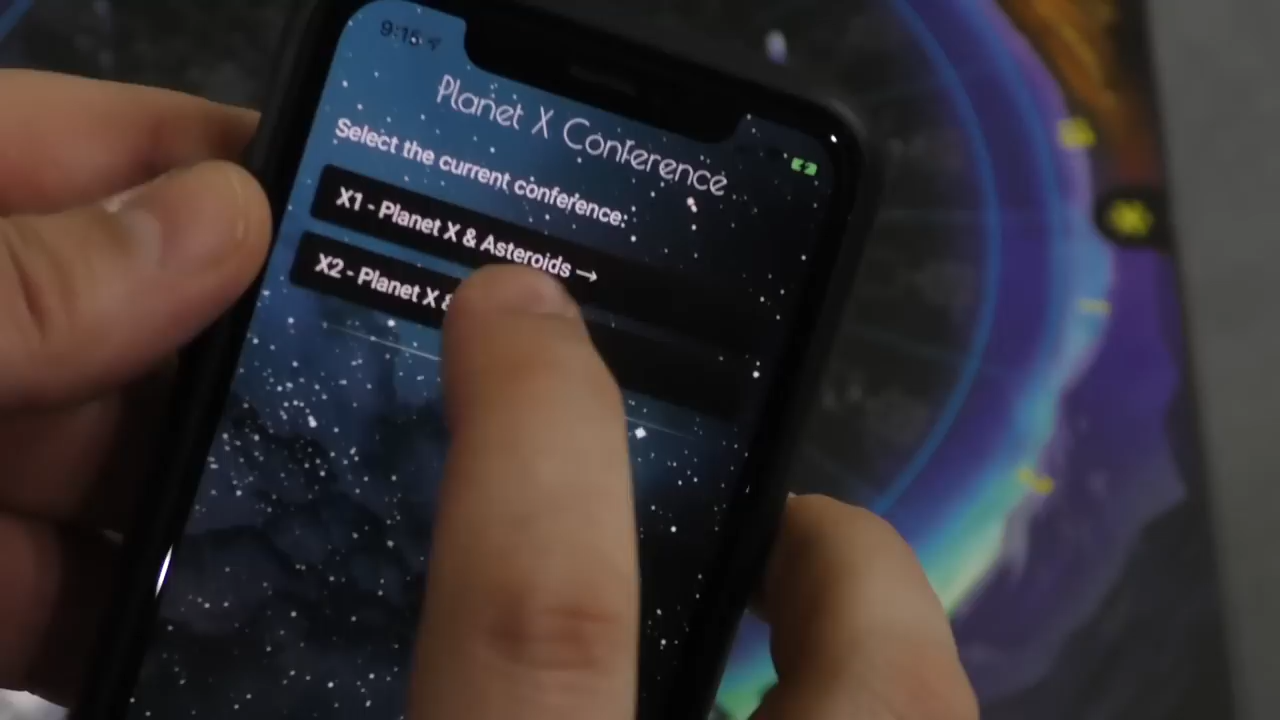 9:15
Planet X Conference
Select the current conference:
X1 - Planet X & Asteroids →
X2 - Planet X &